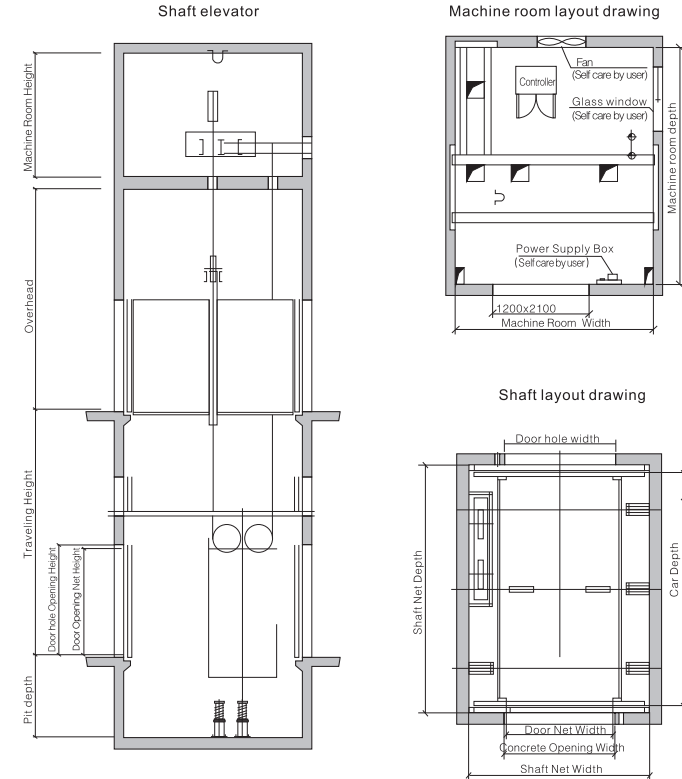 Shaft elevator
Machine Room Height
Overhead
Traveling Height
Door hole Opening Height
Door Opening Net Height
Pit depth
Machine room layout drawing
Fan
(Self care by user)
Controller
Glass window
(Self care by user)
Machine room depth
Power Supply Box
(Self care by user)
1200x2100
Machine Room Width
Shaft layout drawing
Door hole width
Shaft Net Depth
Car Depth
Door Net Width
Concrete Opening Width
Shaft Net Width